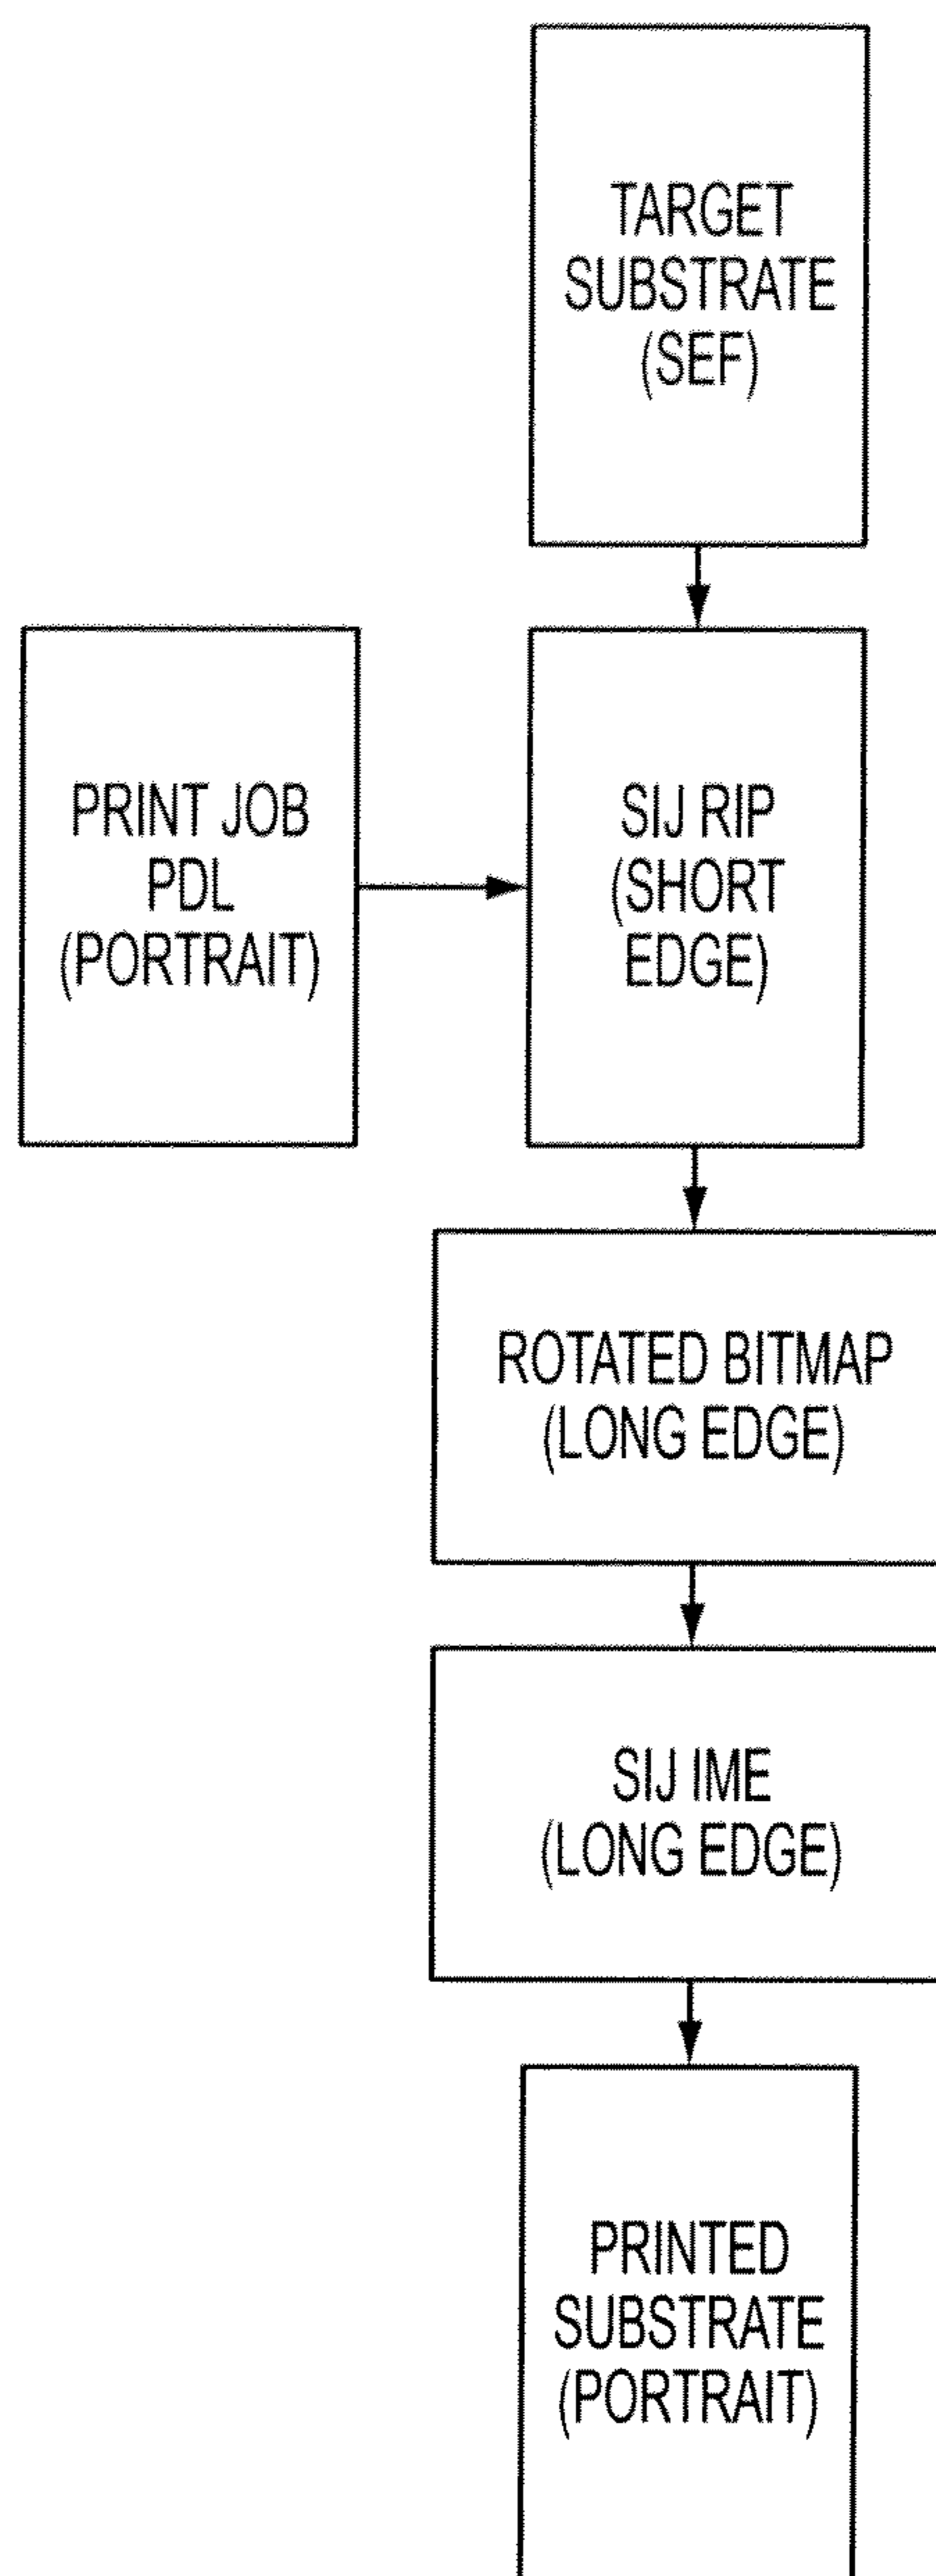 TARGET
SUBSTRATE
(SEF)
PRINT JOB
PDL
(PORTRAIT)
SIJ RIP
(SHORT
EDGE)
ROTATED BITMAP
(LONG EDGE)
SIJ IME
(LONG EDGE)
PRINTED
SUBSTRATE
(PORTRAIT)